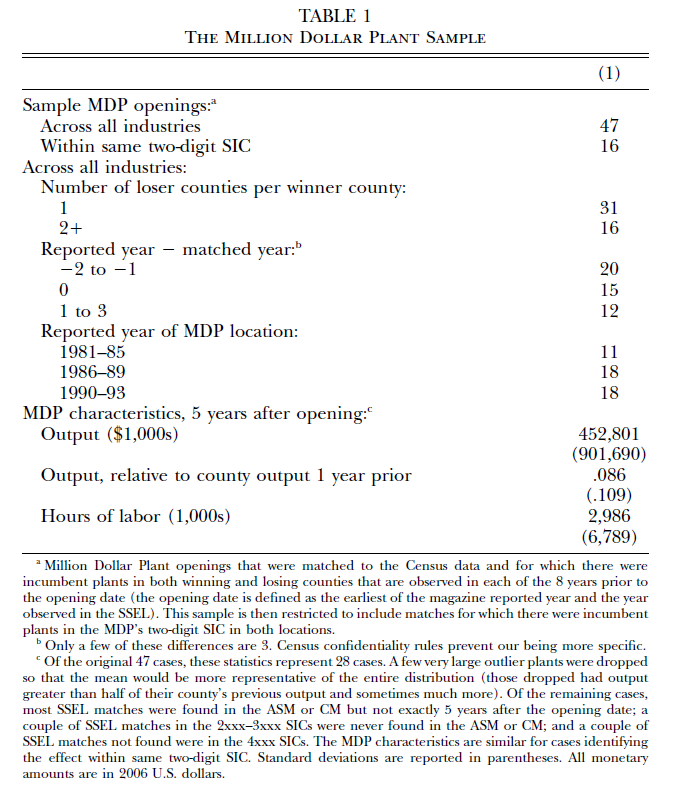 TABLE 1
The Million Dollar Plant Sample
(1)
Sample MDP openings:ᵃ
Across all industries 47
Within same two-digit SIC 16
Across all industries:
Number of loser counties per winner county:
1 31
2+ 16
Reported year − matched year:ᵇ
−2 to −1 20
0 15
1 to 3 12
Reported year of MDP location:
1981–85 11
1986–89 18
1990–93 18
MDP characteristics, 5 years after opening:ᶜ
Output ($1,000s) 452,801
(901,690)
Output, relative to county output 1 year prior .086
(.109)
Hours of labor (1,000s) 2,986
(6,789)
ᵃ Million Dollar Plant openings that were matched to the Census data and for which there were
incumbent plants in both winning and losing counties that are observed in each of the 8 years prior to
the opening date (the opening date is defined as the earliest of the magazine reported year and the year
observed in the SSEL). This sample is then restricted to include matches for which there were incumbent
plants in the MDP's two-digit SIC in both locations.
ᵇ Only a few of these differences are 3. Census confidentiality rules prevent our being more specific.
ᶜ Of the original 47 cases, these statistics represent 28 cases. A few very large outlier plants were dropped
so that the mean would be more representative of the entire distribution (those dropped had output
greater than half of their county's previous output and sometimes much more). Of the remaining cases,
most SSEL matches were found in the ASM or CM but not exactly 5 years after the opening date; a
couple of SSEL matches in the 2xxx–3xxx SICs were never found in the ASM or CM; and a couple of
SSEL matches not found were in the 4xxx SICs. The MDP characteristics are similar for cases identifying
the effect within same two-digit SIC. Standard deviations are reported in parentheses. All monetary
amounts are in 2006 U.S. dollars.